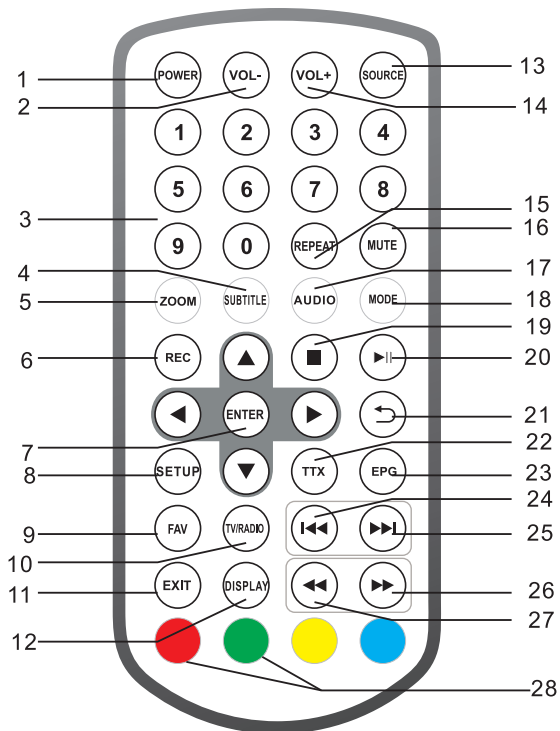 1 POWER VOL- VOL+ SOURCE 13
2 14
1 2 3 4
5 6 7 8
3 15
16
9 0 REPEAT MUTE
4 17
5 ZOOM SUBTITLE AUDIO MODE 18
19
6 REC 20
ENTER 21
7 22
8 SETUP TTX EPG 23
24
9 FAV TV/RADIO 25
10
11 EXIT DISPLAY 26
12 27
28